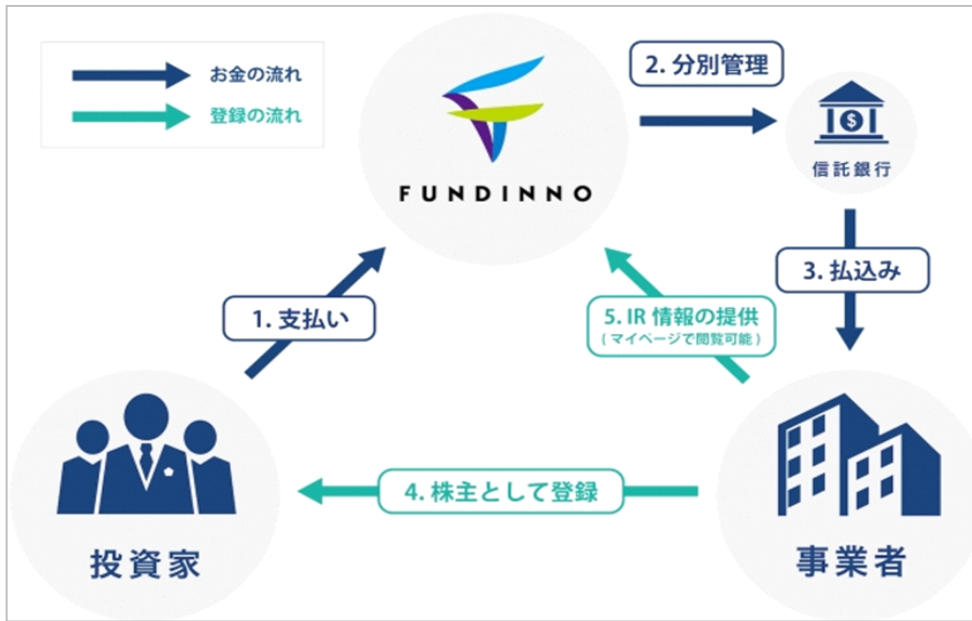 お金の流れ
登録の流れ
FUNDINNO
2. 分別管理
$
信託銀行
3. 払込み
1. 支払い
5. IR 情報の提供
( マイページで閲覧可能 )
4. 株主として登録
投資家
事業者